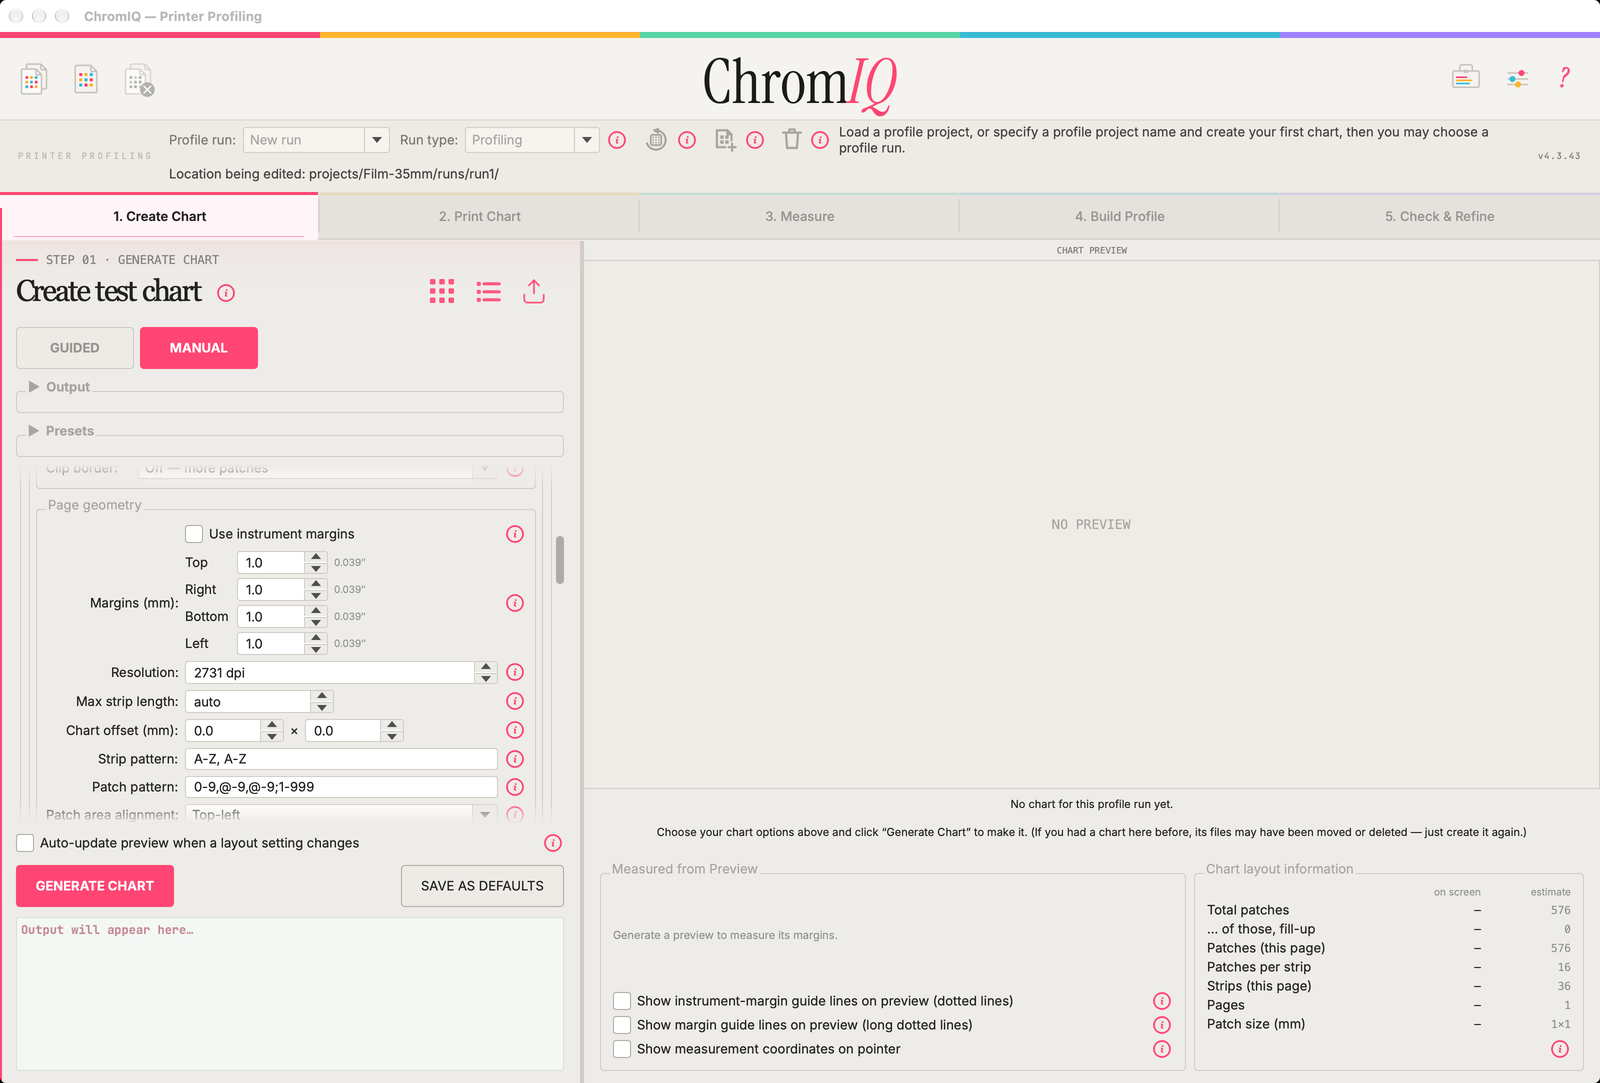 ChromIQ — Printer Profiling
ChromIQ
?
PRINTER PROFILING
Profile run:
New run
Run type:
Profiling
Load a profile project, or specify a profile project name and create your first chart, then you may choose a
profile run.
v4.3.43
Location being edited: projects/Film-35mm/runs/run1/
1. Create Chart
2. Print Chart
3. Measure
4. Build Profile
5. Check & Refine
STEP 01 · GENERATE CHART
Create test chart
GUIDED
MANUAL
Output
Presets
Clip border:
Off — more patches
Page geometry
Use instrument margins
Margins (mm):
Top 1.0 0.039"
Right 1.0 0.039"
Bottom 1.0 0.039"
Left 1.0 0.039"
Resolution: 2731 dpi
Max strip length: auto
Chart offset (mm): 0.0 × 0.0
Strip pattern: A-Z, A-Z
Patch pattern: 0-9,@-9,@-9;1-999
Patch area alignment: Top-left
Auto-update preview when a layout setting changes
GENERATE CHART
SAVE AS DEFAULTS
Output will appear here…
CHART PREVIEW
NO PREVIEW
No chart for this profile run yet.
Choose your chart options above and click “Generate Chart” to make it. (If you had a chart here before, its files may have been moved or deleted — just create it again.)
Measured from Preview
Generate a preview to measure its margins.
Show instrument-margin guide lines on preview (dotted lines)
Show margin guide lines on preview (long dotted lines)
Show measurement coordinates on pointer
Chart layout information
on screen estimate
Total patches – 576
... of those, fill-up – 0
Patches (this page) – 576
Patches per strip – 16
Strips (this page) – 36
Pages – 1
Patch size (mm) – 1×1